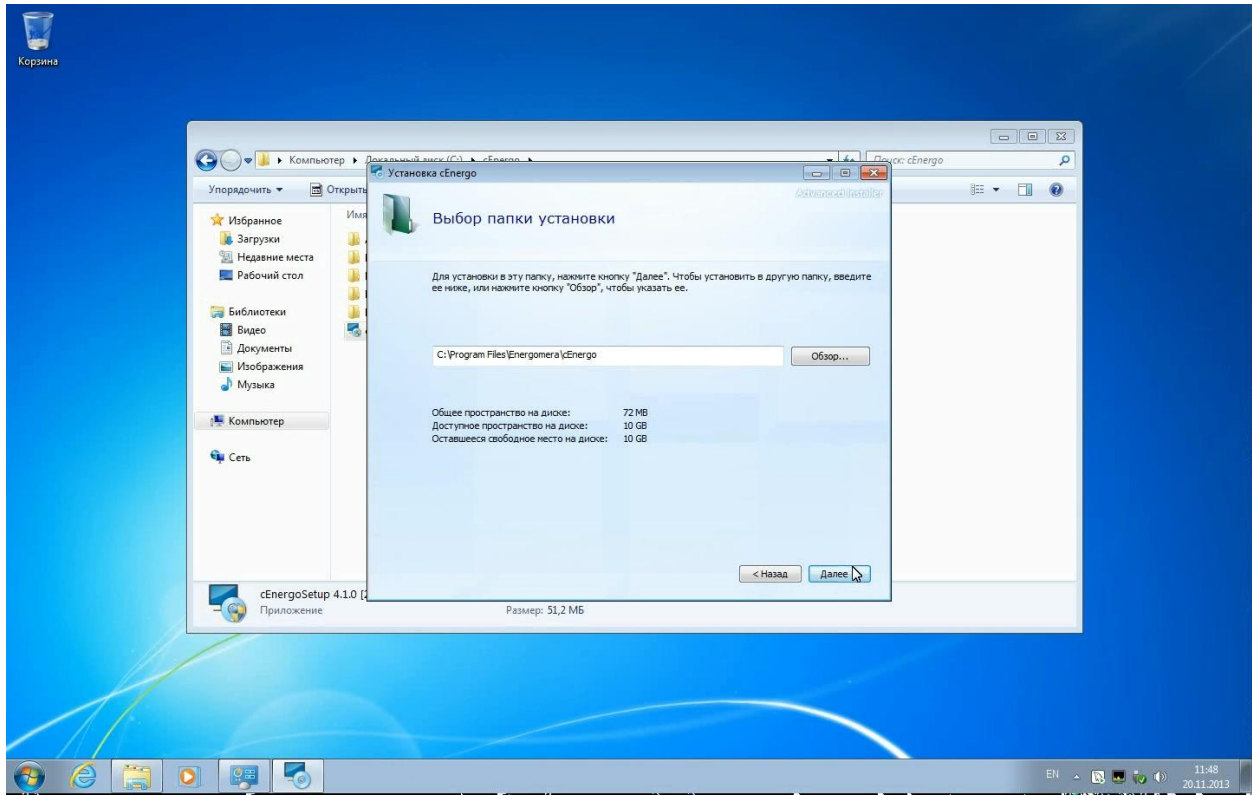 Корзина
Компьютер
Локальный диск (C:)
cEnergo
Поиск: cEnergo
Установка cEnergo
Упорядочить
Advanced Installer
Избранное
Загрузки
Недавние места
Рабочий стол
Библиотеки
Видео
Документы
Изображения
Музыка
Компьютер
Сеть
Выбор папки установки
Для установки в эту папку, нажмите кнопку "Далее". Чтобы установить в другую папку, введите
ее ниже, или нажмите кнопку "Обзор", чтобы указать ее.
C:\Program Files\Energomera\cEnergo
Обзор...
Общее пространство на диске: 72 MB
Доступное пространство на диске: 10 GB
Оставшееся свободное место на диске: 10 GB
< Назад
Далее
cEnergoSetup 4.1.0
Приложение
Размер: 51,2 МБ
EN
11:48
20.11.2013